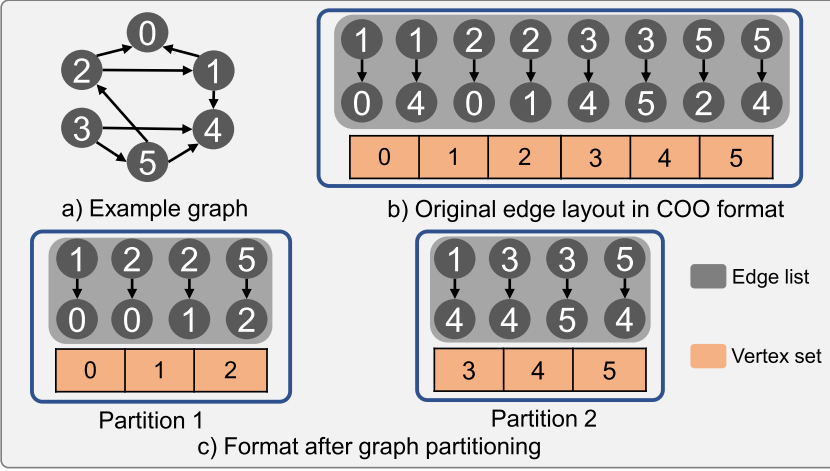 0
2 1
3 4
5
a) Example graph
1 1 2 2 3 3 5 5
0 4 0 1 4 5 2 4
0 1 2 3 4 5
b) Original edge layout in COO format
1 2 2 5
0 0 1 2
0 1 2
Partition 1
1 3 3 5
4 4 5 4
3 4 5
Partition 2
Edge list
Vertex set
c) Format after graph partitioning